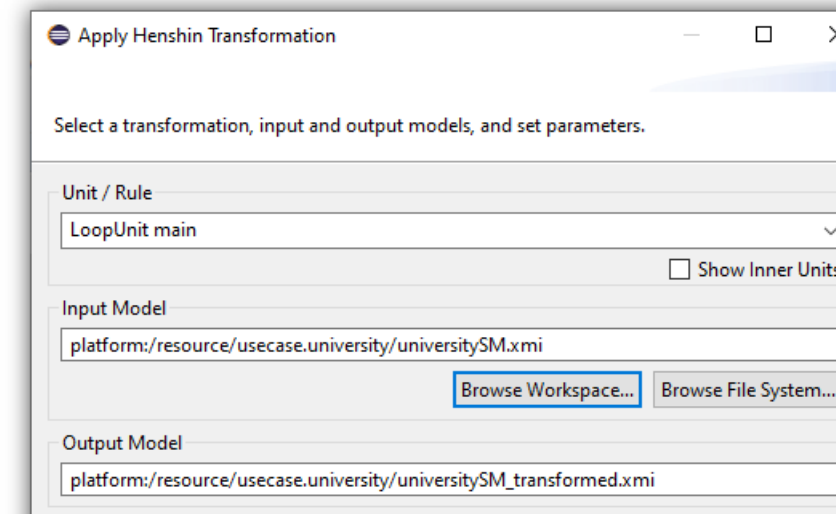 Apply Henshin Transformation
Select a transformation, input and output models, and set parameters.
Unit / Rule
LoopUnit main
Show Inner Units
Input Model
platform:/resource/usecase.university/universitySM.xmi
Browse Workspace... Browse File System...
Output Model
platform:/resource/usecase.university/universitySM_transformed.xmi